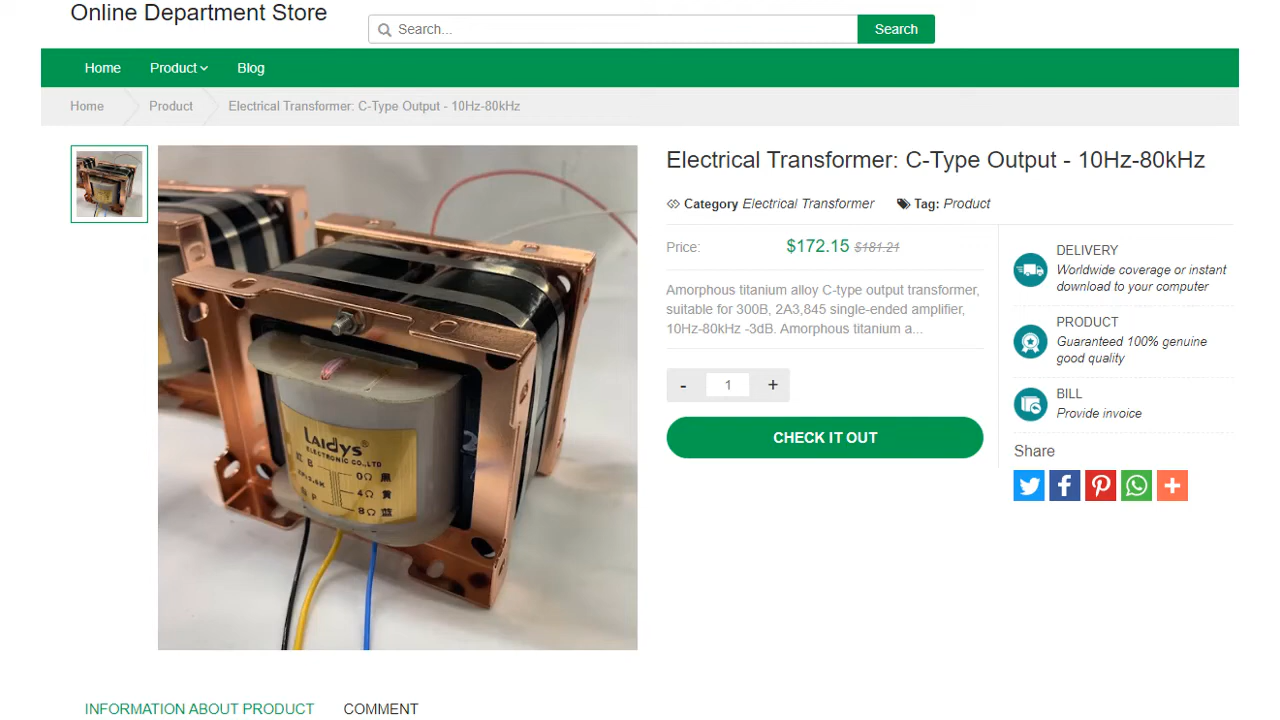 Online Department Store
Search...
Search
Home
Product
Blog
Home
Product
Electrical Transformer: C-Type Output - 10Hz-80kHz
Electrical Transformer: C-Type Output - 10Hz-80kHz
Category Electrical Transformer
Tag: Product
Price:
$172.15 $181.21
Amorphous titanium alloy C-type output transformer,
suitable for 300B, 2A3,845 single-ended amplifier,
10Hz-80kHz -3dB. Amorphous titanium a...
- 1 +
CHECK IT OUT
DELIVERY
Worldwide coverage or instant
download to your computer
PRODUCT
Guaranteed 100% genuine
good quality
BILL
Provide invoice
Share
LAIDYS®
ELECTRONIC CO.,LTD
B
0Ω 黑
4Ω 黄
P
8Ω 蓝
INFORMATION ABOUT PRODUCT
COMMENT